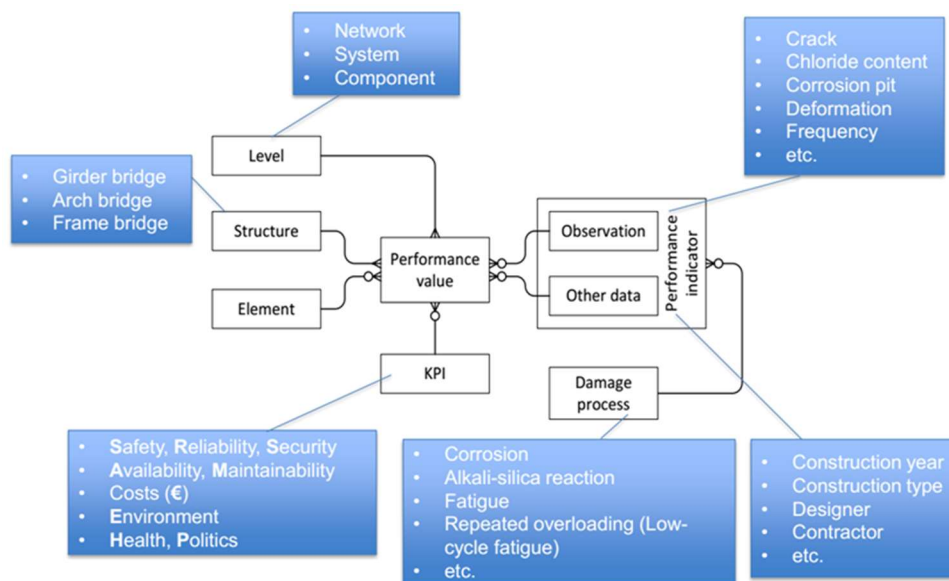 • Network
• System
• Component
• Crack
• Chloride content
• Corrosion pit
• Deformation
• Frequency
• etc.
Level
• Girder bridge
• Arch bridge
• Frame bridge
Structure
Element
Performance
value
Observation
Other data
Performance
indicator
KPI
Damage
process
• Safety, Reliability, Security
• Availability, Maintainability
• Costs (€)
• Environment
• Health, Politics
• Corrosion
• Alkali-silica reaction
• Fatigue
• Repeated overloading (Low-
cycle fatigue)
• etc.
• Construction year
• Construction type
• Designer
• Contractor
• etc.